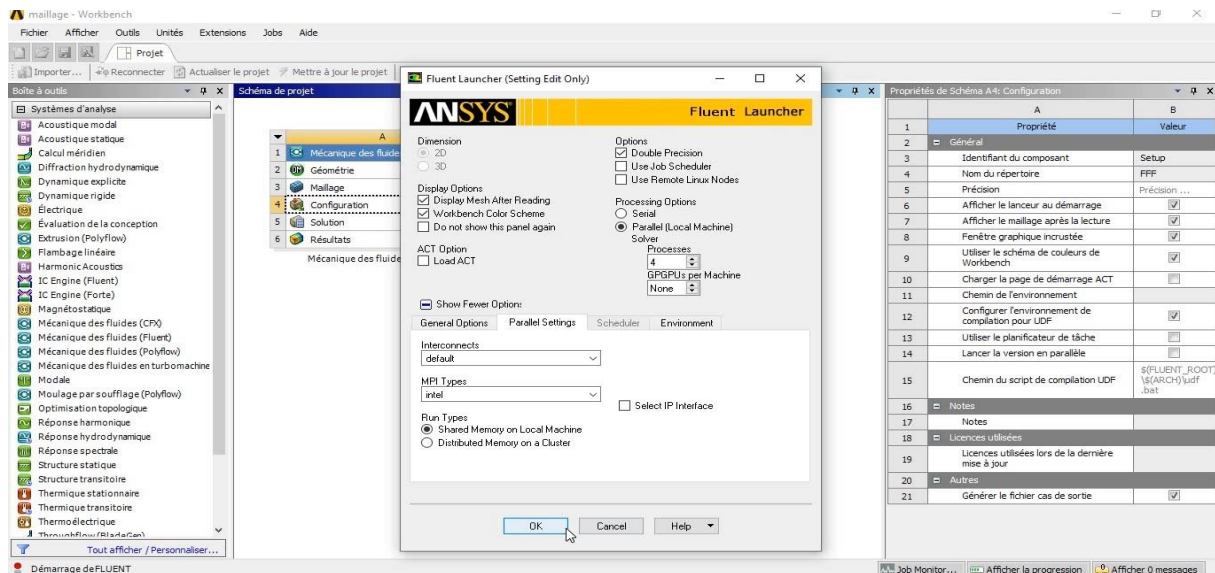 maillage - Workbench
Fichier Afficher Outils Unités Extensions Jobs Aide
Projet
Importer... Reconnecter Actualiser le projet Mettre à jour le projet
Boîte à outils
Systèmes d'analyse
Acoustique modal
Acoustique statique
Calcul méridien
Diffraction hydrodynamique
Dynamique explicite
Dynamique rigide
Électrique
Évaluation de la conception
Extrusion (Polyflow)
Flambage linéaire
Harmonic Acoustics
IC Engine (Fluent)
IC Engine (Forte)
Magnétostatique
Mécanique des fluides (CFX)
Mécanique des fluides (Fluent)
Mécanique des fluides (Polyflow)
Mécanique des fluides en turbomachine
Modale
Moulage par soufflage (Polyflow)
Optimisation topologique
Réponse harmonique
Réponse hydrodynamique
Réponse spectrale
Structure statique
Structure transitoire
Thermique stationnaire
Thermique transitoire
Thermoélectrique
Throughflow (BladeGen)
Tout afficher / Personnaliser...
Démarrage de FLUENT
Schéma de projet
A
1 Mécanique des fluide
2 Géométrie
3 Maillage
4 Configuration
5 Solution
6 Résultats
Mécanique des fluide
Fluent Launcher (Setting Edit Only)
ANSYS Fluent Launcher
Dimension
2D
3D
Display Options
Display Mesh After Reading
Workbench Color Scheme
Do not show this panel again
ACT Option
Load ACT
Options
Double Precision
Use Job Scheduler
Use Remote Linux Nodes
Processing Options
Serial
Parallel (Local Machine)
Solver
Processes
4
GPGPUs per Machine
None
Show Fewer Options
General Options Parallel Settings Scheduler Environment
Interconnects
default
MPI Types
intel
Select IP Interface
Run Types
Shared Memory on Local Machine
Distributed Memory on a Cluster
OK Cancel Help
Propriétés de Schéma A4: Configuration
A B
1 Propriété Valeur
2 Général
3 Identifiant du composant Setup
4 Nom du répertoire FFF
5 Précision Précision ...
6 Afficher le lanceur au démarrage
7 Afficher le maillage après la lecture
8 Fenêtre graphique incrustée
9 Utiliser le schéma de couleurs de
Workbench
10 Charger la page de démarrage ACT
11 Chemin de l'environnement
12 Configurer l'environnement de
compilation pour UDF
13 Utiliser le planificateur de tâche
14 Lancer la version en parallèle
15 Chemin du script de compilation UDF $(FLUENT_ROOT)
\$(ARCH)\udf
.bat
16 Notes
17 Notes
18 Licences utilisées
19 Licences utilisées lors de la dernière
mise à jour
20 Autres
21 Générer le fichier cas de sortie
Job Monitor... Afficher la progression Afficher 0 messages